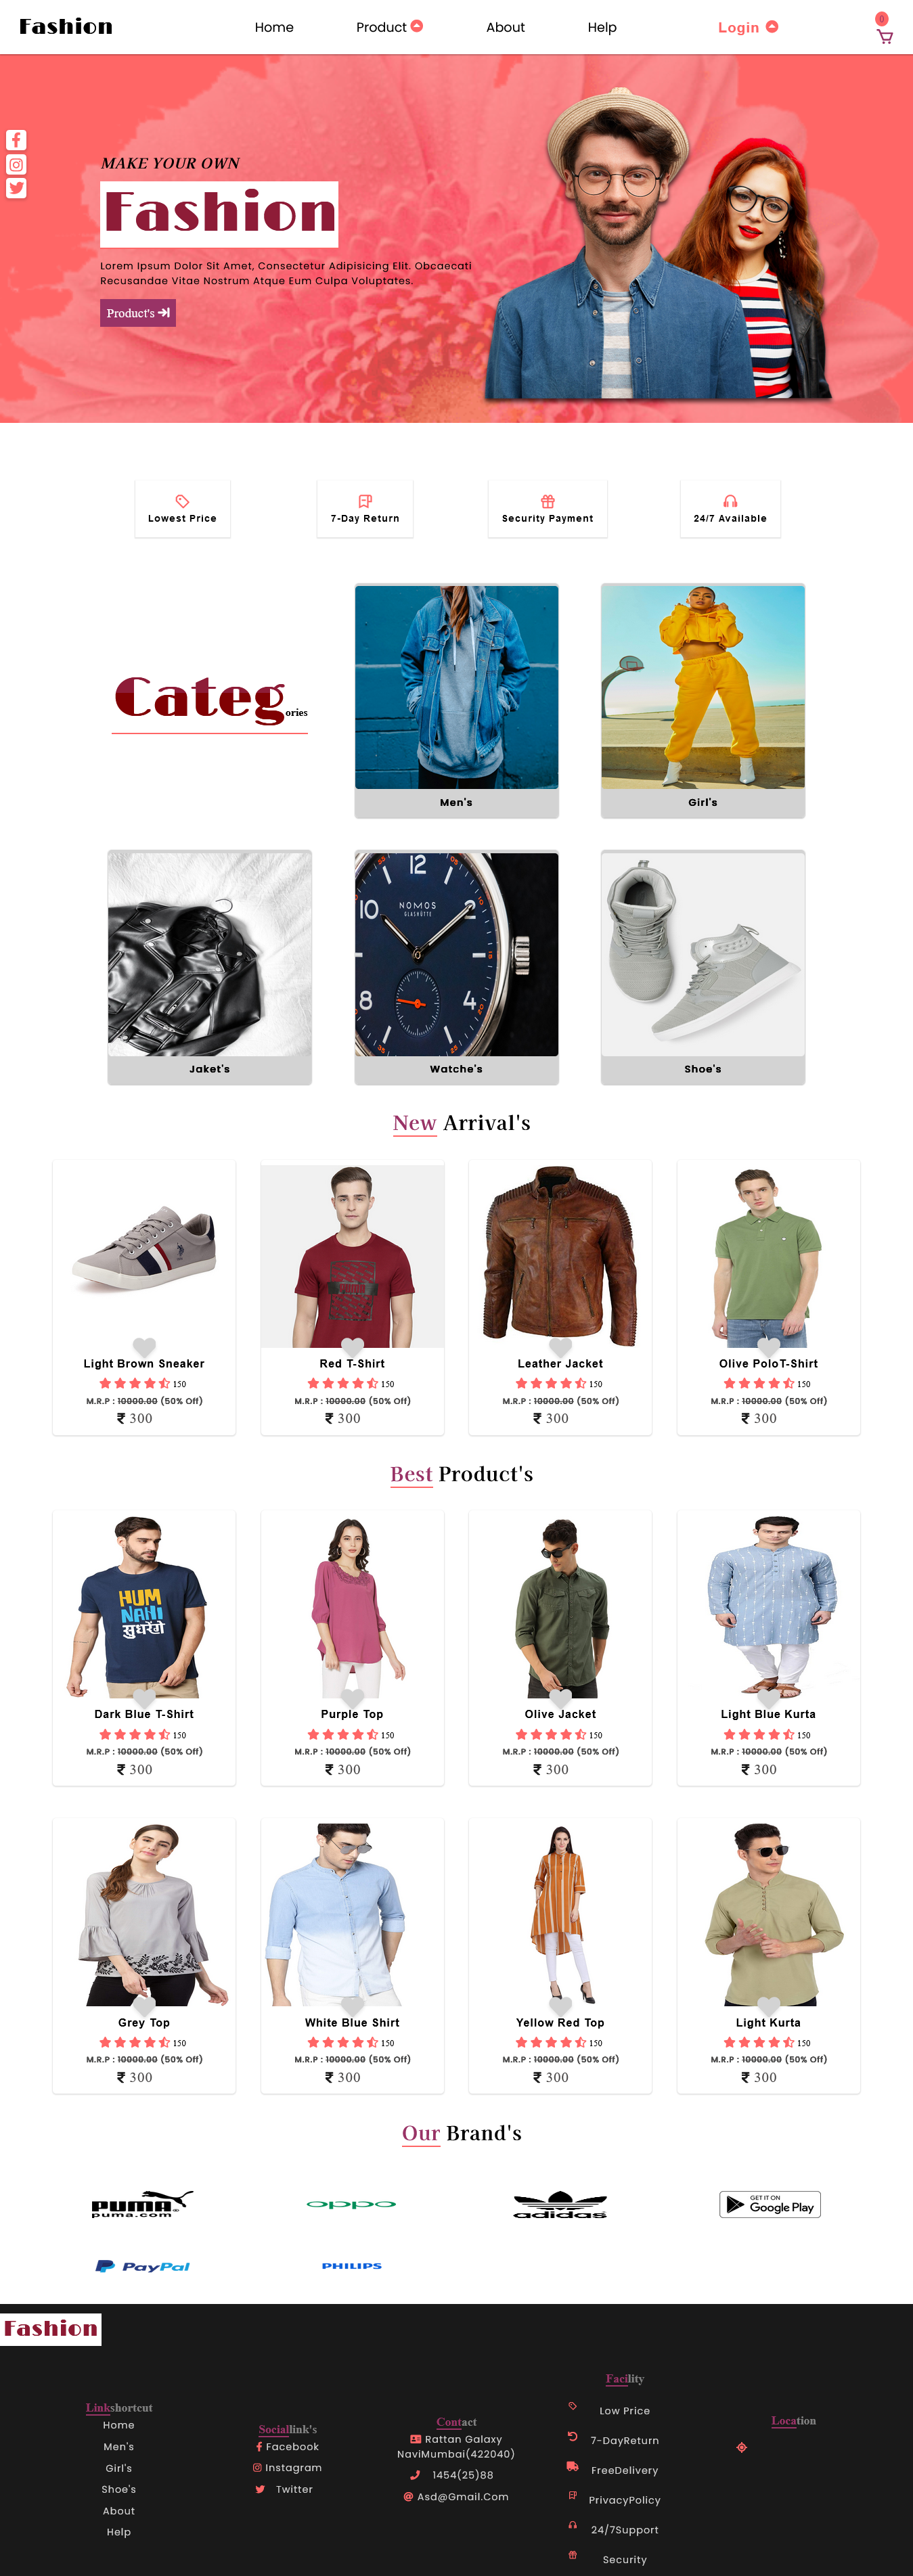 Fashion
Home Product About Help Login 0
MAKE YOUR OWN
Fashion
Lorem Ipsum Dolor Sit Amet, Consectetur Adipisicing Elit. Obcaecati
Recusandae Vitae Nostrum Atque Eum Culpa Voluptates.
Product's
Lowest Price 7-Day Return Security Payment 24/7 Available
Categories
Men's Girl's
NOMOS
GLASHÜTTE
Jaket's Watche's Shoe's
New Arrival's
Light Brown Sneaker Red T-Shirt Leather Jacket Olive PoloT-Shirt
150 150 150 150
M.R.P : 10000.00 (50% Off) M.R.P : 10000.00 (50% Off) M.R.P : 10000.00 (50% Off) M.R.P : 10000.00 (50% Off)
₹ 300 ₹ 300 ₹ 300 ₹ 300
Best Product's
HUM
NAHI
सुधरेंगे
Dark Blue T-Shirt Purple Top Olive Jacket Light Blue Kurta
150 150 150 150
M.R.P : 10000.00 (50% Off) M.R.P : 10000.00 (50% Off) M.R.P : 10000.00 (50% Off) M.R.P : 10000.00 (50% Off)
₹ 300 ₹ 300 ₹ 300 ₹ 300
Grey Top White Blue Shirt Yellow Red Top Light Kurta
150 150 150 150
M.R.P : 10000.00 (50% Off) M.R.P : 10000.00 (50% Off) M.R.P : 10000.00 (50% Off) M.R.P : 10000.00 (50% Off)
₹ 300 ₹ 300 ₹ 300 ₹ 300
Our Brand's
PUMA
puma.com
oppo
adidas
GET IT ON
Google Play
PayPal
PHILIPS
Fashion
Linkshortcut
Home
Men's
Girl's
Shoe's
About
Help
Sociallink's
Facebook
Instagram
Twitter
Contact
Rattan Galaxy
NaviMumbai(422040)
1454(25)88
Asd@Gmail.Com
Facility
Low Price
7-DayReturn
FreeDelivery
PrivacyPolicy
24/7Support
Security
Location